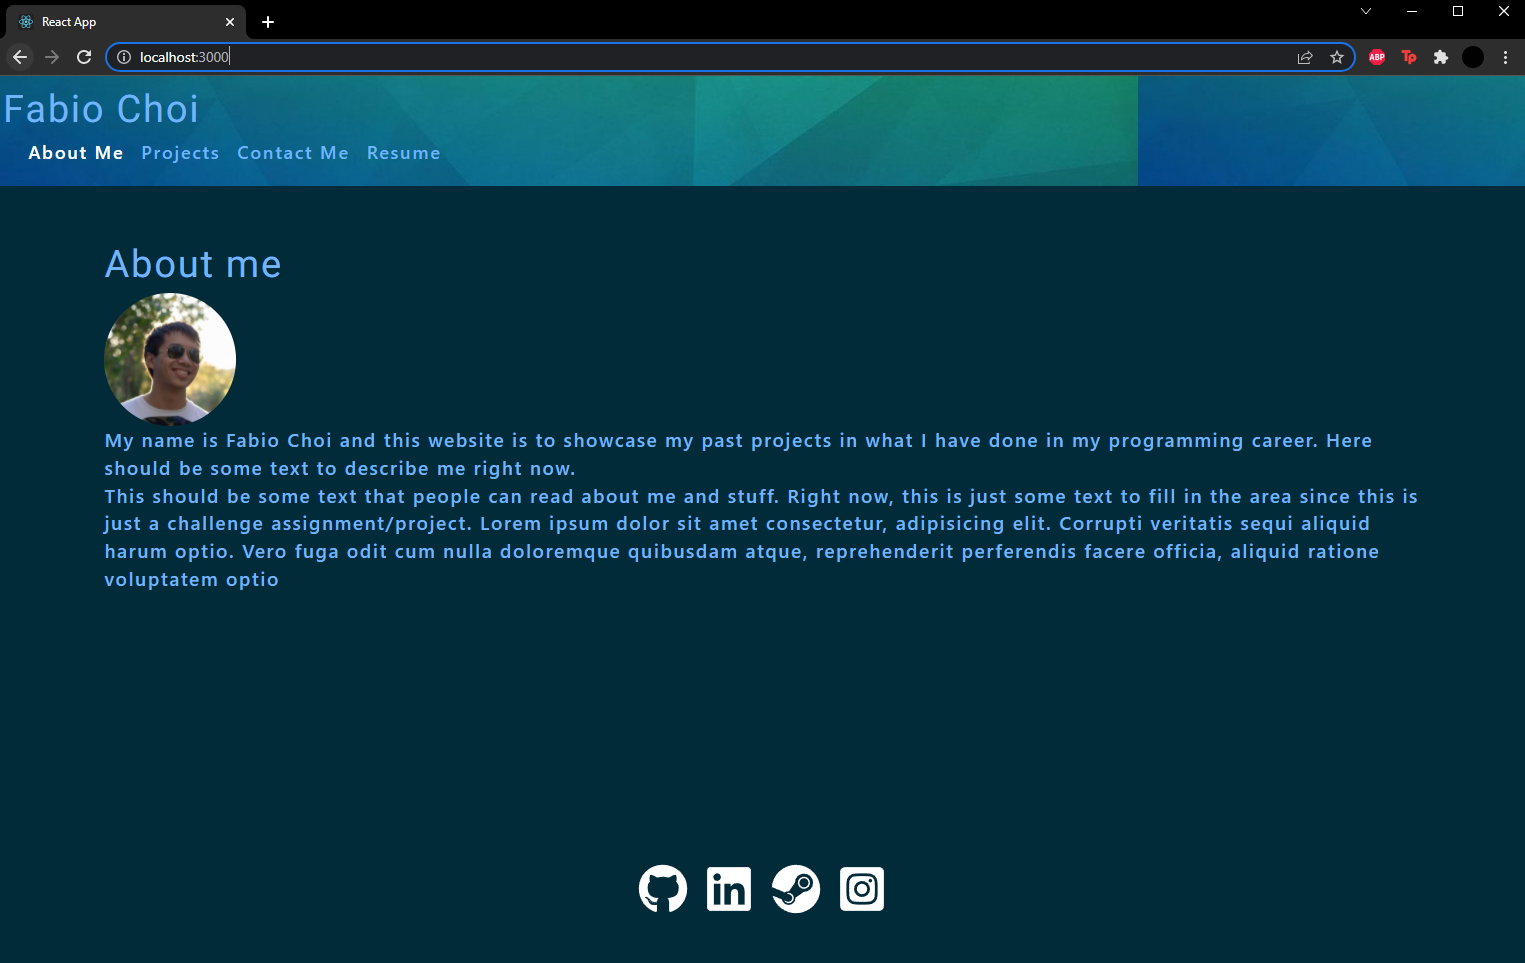 React App
localhost:3000
ABP
Tp
Fabio Choi
About Me Projects Contact Me Resume
About me
My name is Fabio Choi and this website is to showcase my past projects in what I have done in my programming career. Here
should be some text to describe me right now.
This should be some text that people can read about me and stuff. Right now, this is just some text to fill in the area since this is
just a challenge assignment/project. Lorem ipsum dolor sit amet consectetur, adipisicing elit. Corrupti veritatis sequi aliquid
harum optio. Vero fuga odit cum nulla doloremque quibusdam atque, reprehenderit perferendis facere officia, aliquid ratione
voluptatem optio
in